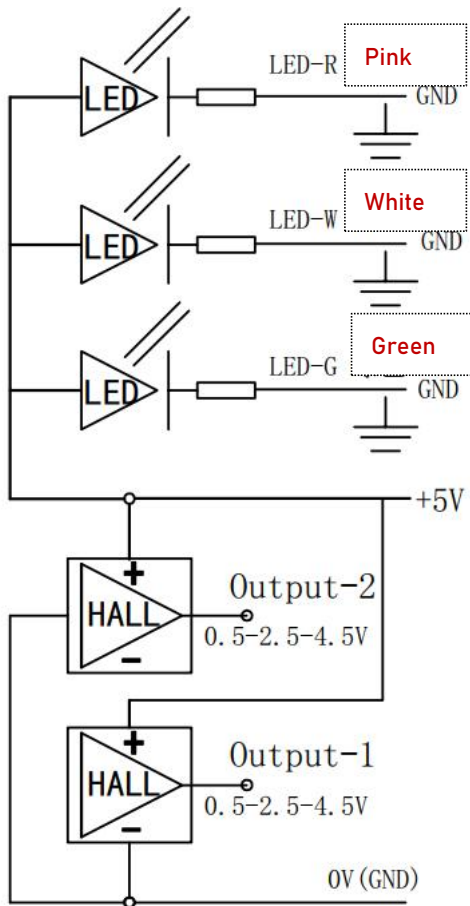 LED
LED-R
Pink
GND
LED
LED-W
White
GND
LED
LED-G
Green
GND
+5V
+
HALL
-
Output-2
0.5-2.5-4.5V
+
HALL
-
Output-1
0.5-2.5-4.5V
0V(GND)